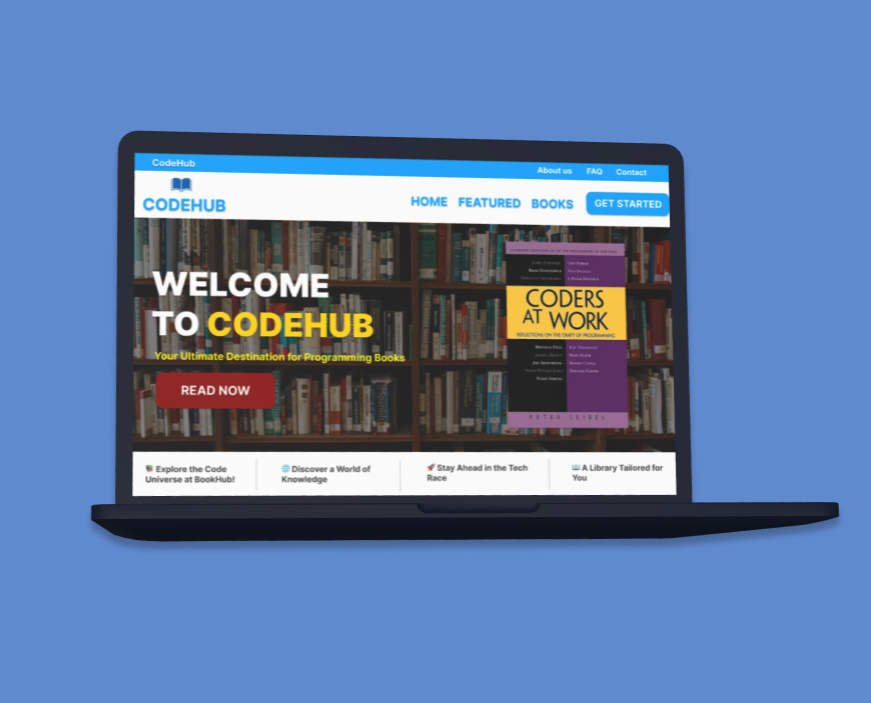 CodeHub
About us FAQ Contact
CODEHUB
HOME FEATURED BOOKS GET STARTED
WELCOME
TO CODEHUB
Your Ultimate Destination for Programming Books
READ NOW
CODERS
AT WORK
REFLECTIONS ON THE CRAFT OF PROGRAMMING
PETER SEIBEL
Explore the Code
Universe at BookHub!
Discover a World of
Knowledge
Stay Ahead in the Tech
Race
A Library Tailored for
You